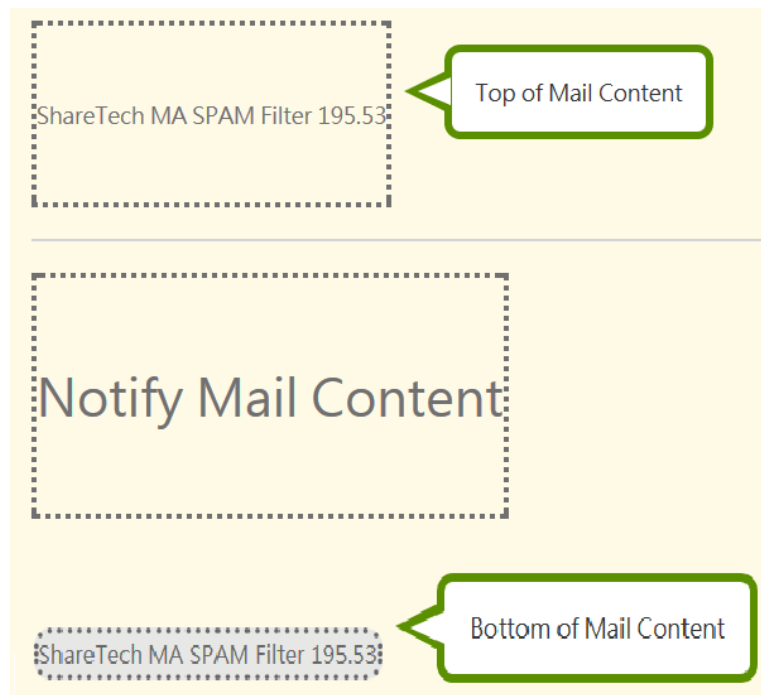 ShareTech MA SPAM Filter 195.53
Top of Mail Content
Notify Mail Content
Bottom of Mail Content
ShareTech MA SPAM Filter 195.53